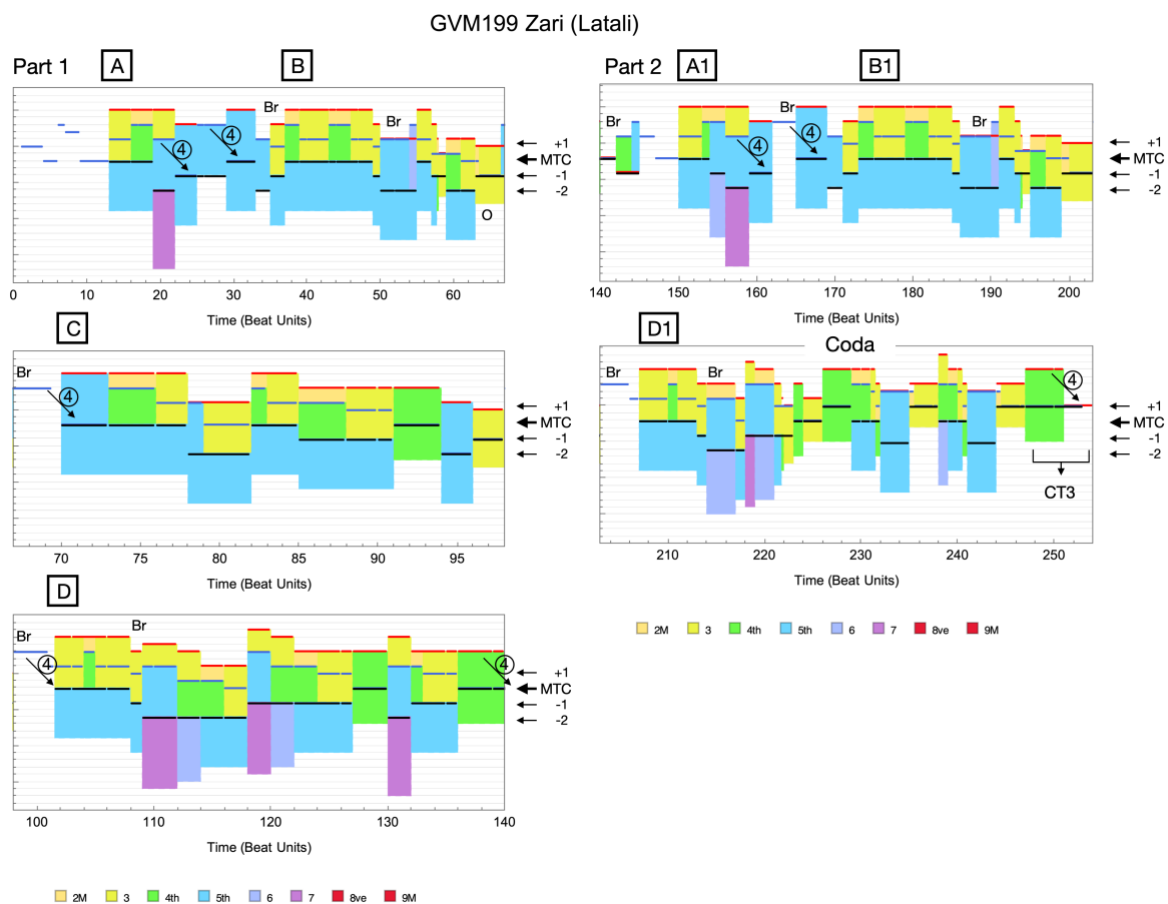 GVM199 Zari (Latali)
Part 1 A B
Br
④
④
Br
O
+1
MTC
-1
-2
0 10 20 30 40 50 60
Time (Beat Units)
Part 2 A1 B1
Br
Br
④
④
Br
+1
MTC
-1
-2
140 150 160 170 180 190 200
Time (Beat Units)
C
Br
④
+1
MTC
-1
-2
70 75 80 85 90 95
Time (Beat Units)
D1
Coda
Br
Br
④
+1
MTC
-1
-2
CT3
210 220 230 240 250
Time (Beat Units)
2M 3 4th 5th 6 7 8ve 9M
D
Br
Br
④
④
+1
MTC
-1
-2
100 110 120 130 140
Time (Beat Units)
2M 3 4th 5th 6 7 8ve 9M